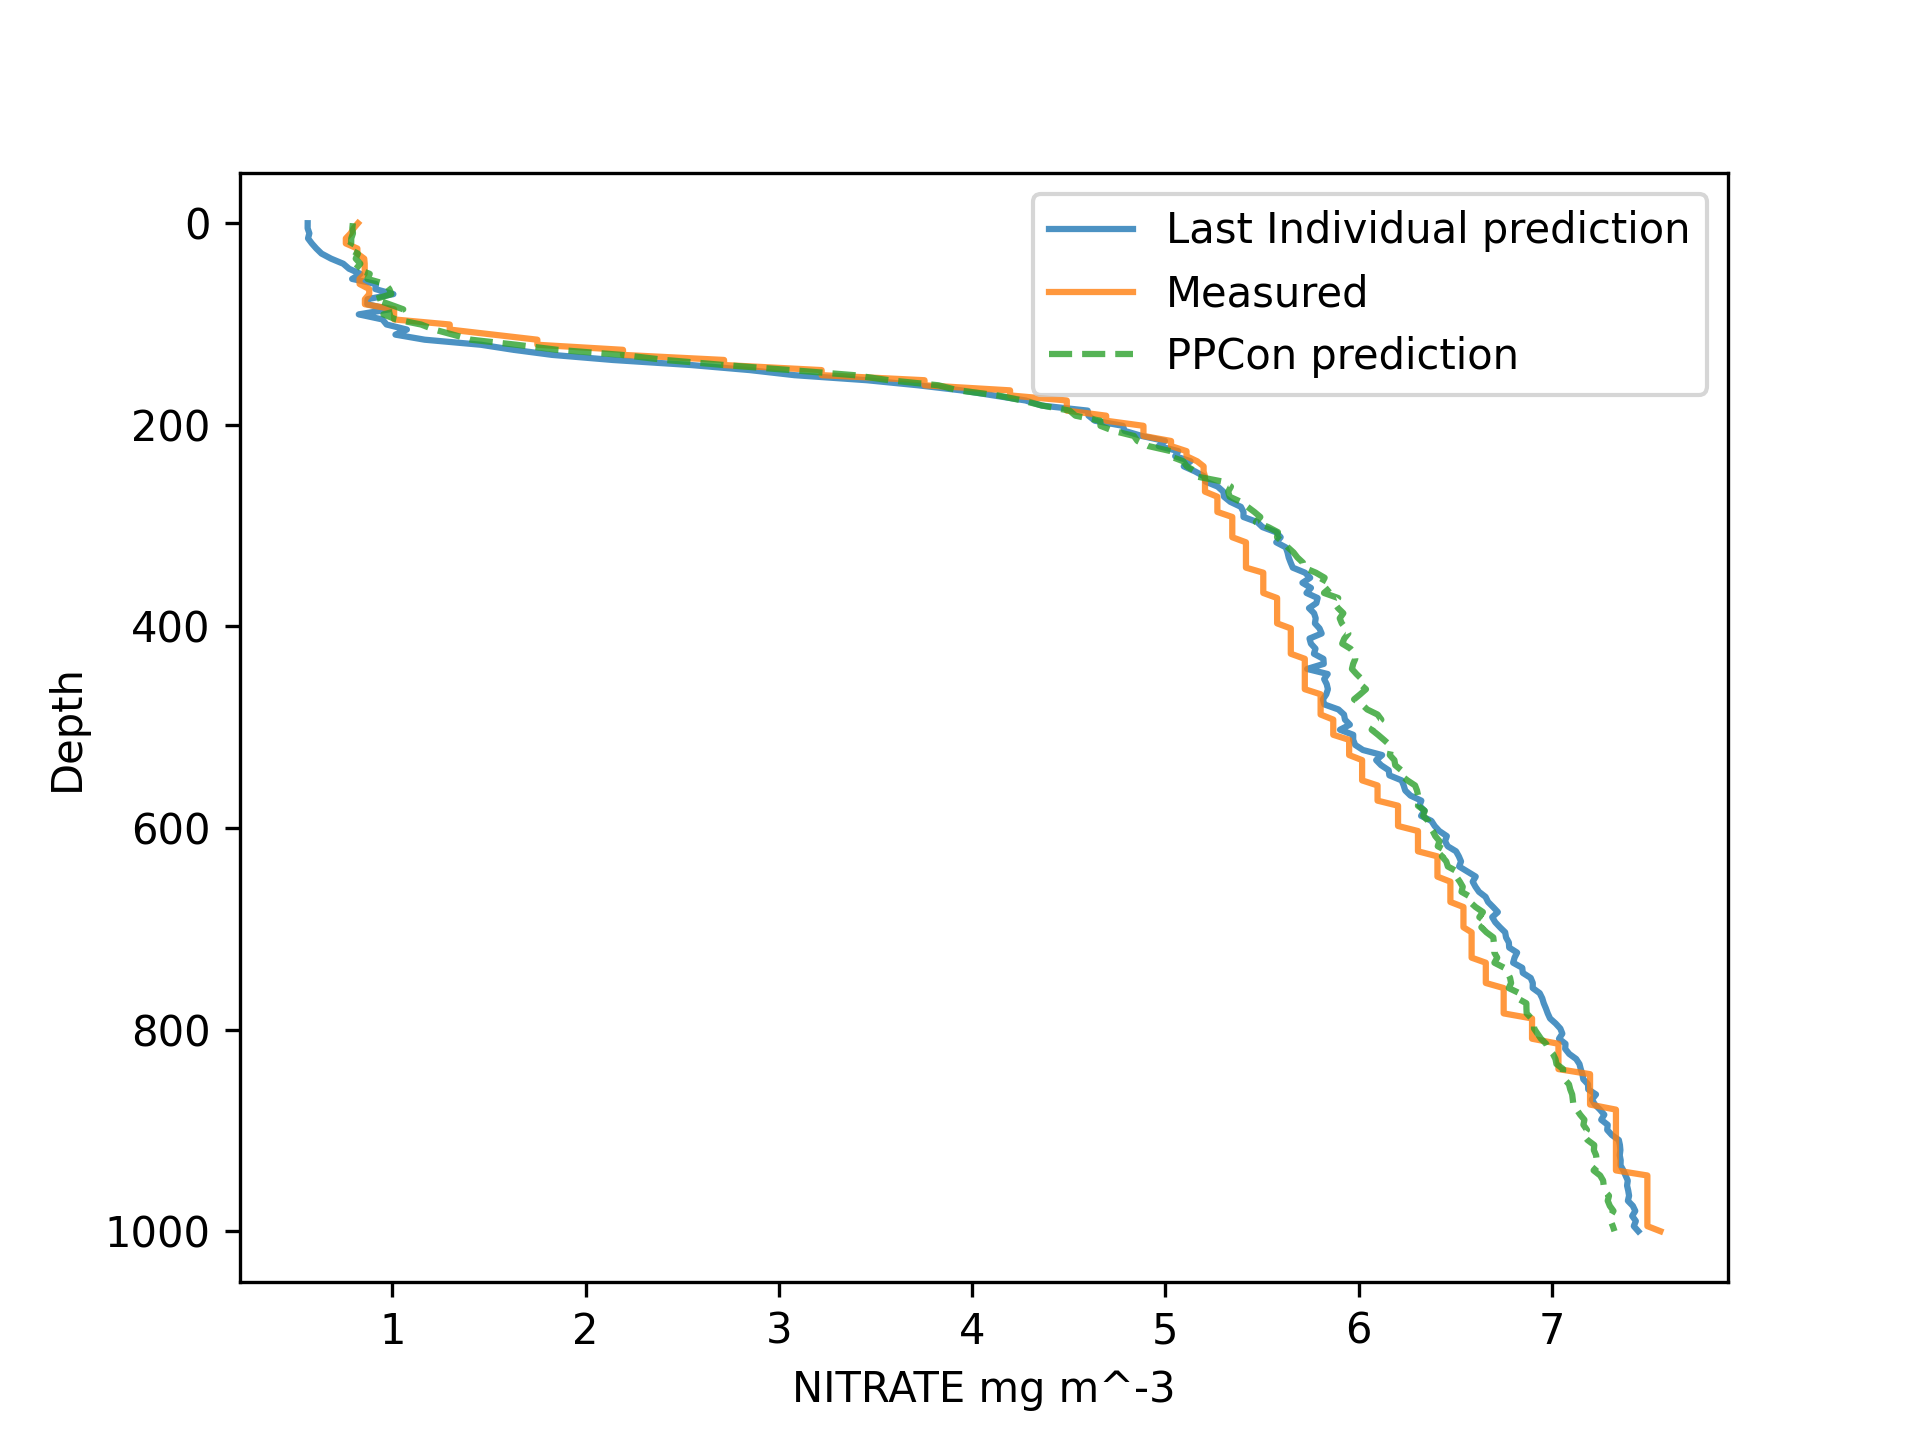 Last Individual prediction
Measured
PPCon prediction
0
200
400
600
800
1000
Depth
1 2 3 4 5 6 7
NITRATE mg m^-3